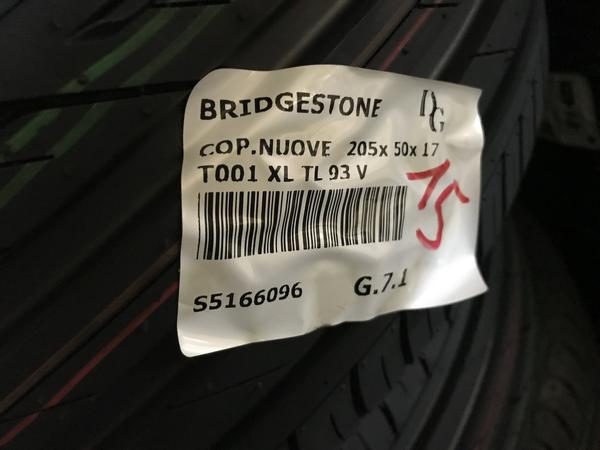 BRIDGESTONE DG
COP.NUOVE 205x 50x 17
T001 XL TL 93 V
15
S5166096 G.7.1